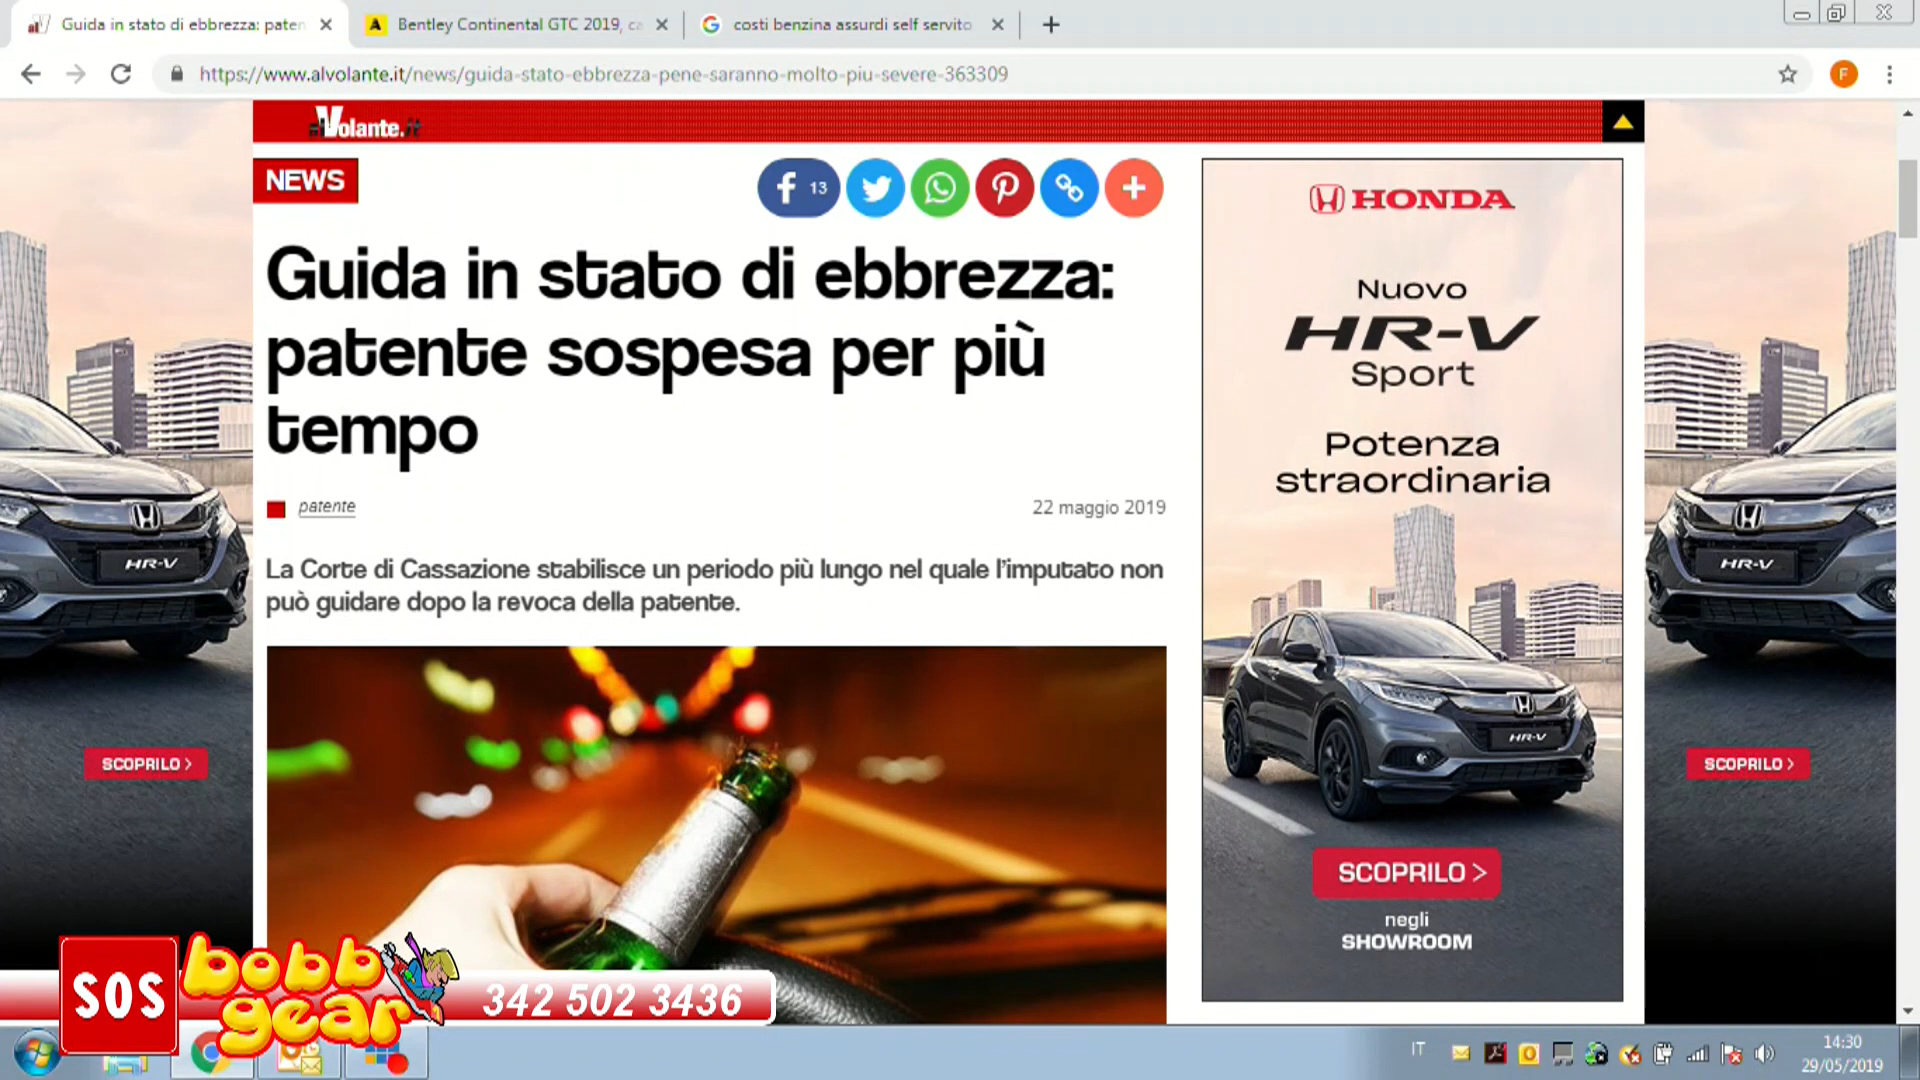 Guida in stato di ebbrezza: paten
Bentley Continental GTC 2019, ca
costi benzina assurdi self servito
https://www.alvolante.it/news/guida-stato-ebbrezza-pene-saranno-molto-piu-severe-363309
F
alVolante.it
NEWS
13
Guida in stato di ebbrezza:
patente sospesa per più
tempo
patente
22 maggio 2019
La Corte di Cassazione stabilisce un periodo più lungo nel quale l'imputato non
può guidare dopo la revoca della patente.
HONDA
Nuovo
HR-V
Sport
Potenza
straordinaria
HR-V
SCOPRILO >
negli
SHOWROOM
HR-V
SCOPRILO >
HR-V
SCOPRILO >
SOS
bobb
gear
342 502 3436
IT
14:30
29/05/2019